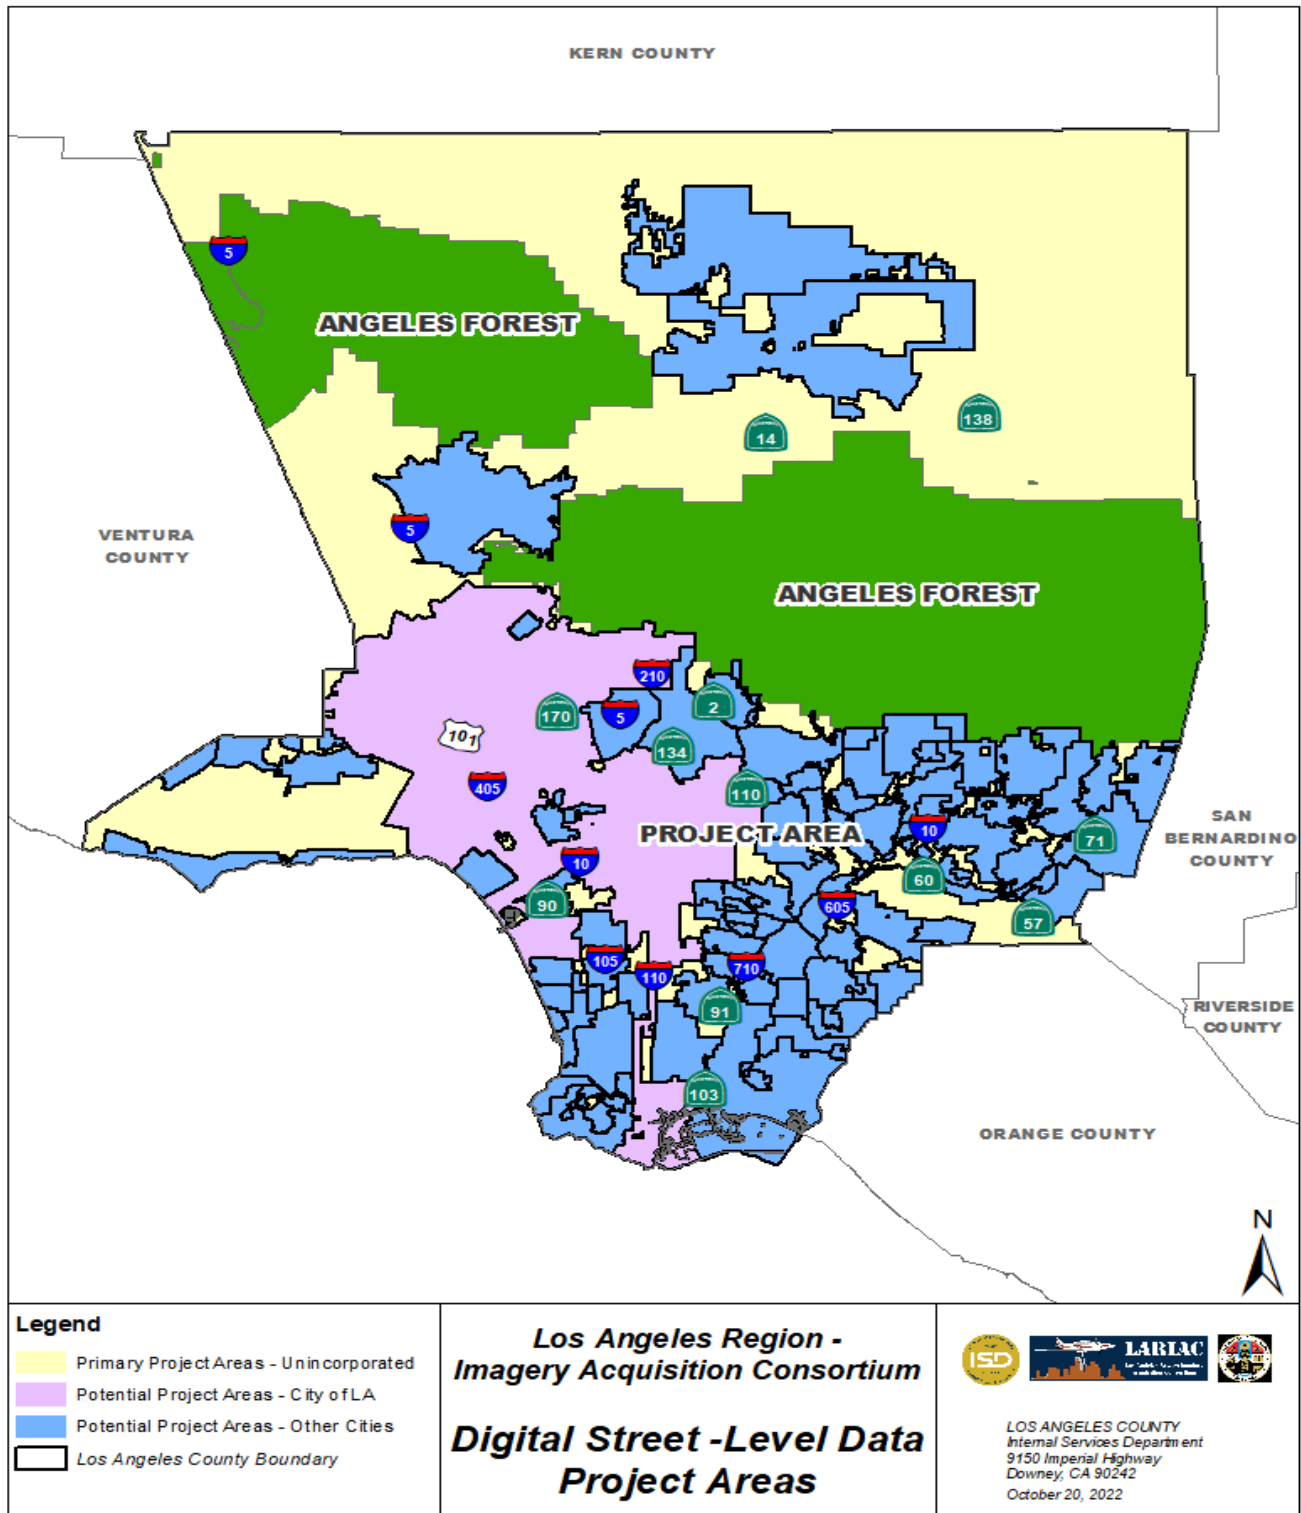 KERN COUNTY
5
ANGELES FOREST
138
14
5
VENTURA
COUNTY
ANGELES FOREST
210
2
170
5
101
134
405
110
PROJECT AREA
10
71
SAN
BERNARDINO
COUNTY
10
60
90
605
57
105
110
710
91
RIVERSIDE
COUNTY
103
ORANGE COUNTY
N
Legend
Primary Project Areas - Unincorporated
Potential Project Areas - City of LA
Potential Project Areas - Other Cities
Los Angeles County Boundary
Los Angeles Region -
Imagery Acquisition Consortium
Digital Street -Level Data
Project Areas
ISD
LARIAC
LOS ANGELES COUNTY
Internal Services Department
9150 Imperial Highway
Downey, CA 90242
October 20, 2022